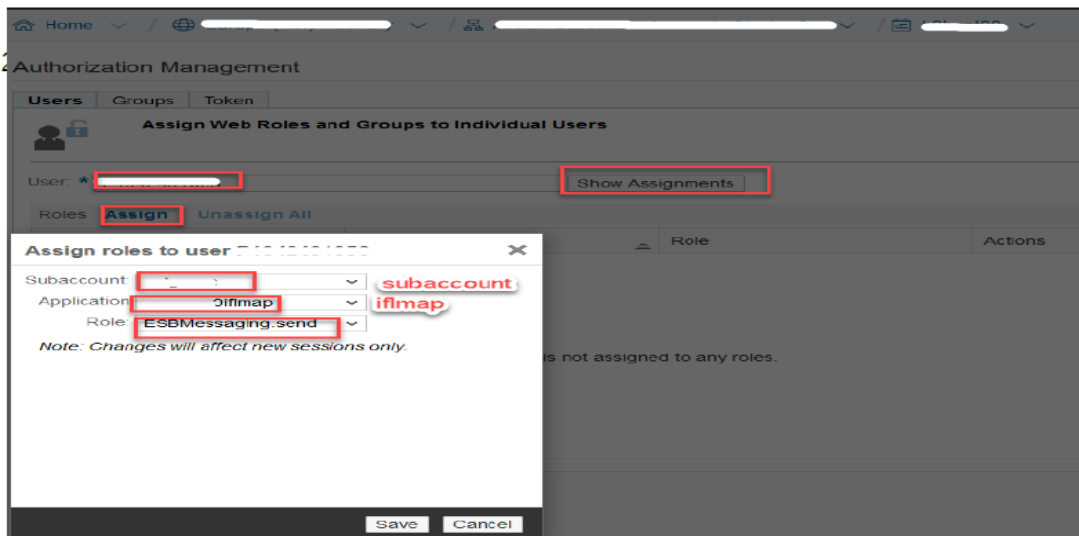 Home / /
Authorization Management
Users Groups Token
Assign Web Roles and Groups to Individual Users
User: *
Show Assignments
Roles Assign Unassign All
Role Actions
Assign roles to user
Subaccount:
subaccount
Application
iflmap
iflmap
Role: ESBMessaging.send
Note: Changes will affect new sessions only.
is not assigned to any roles.
Save Cancel